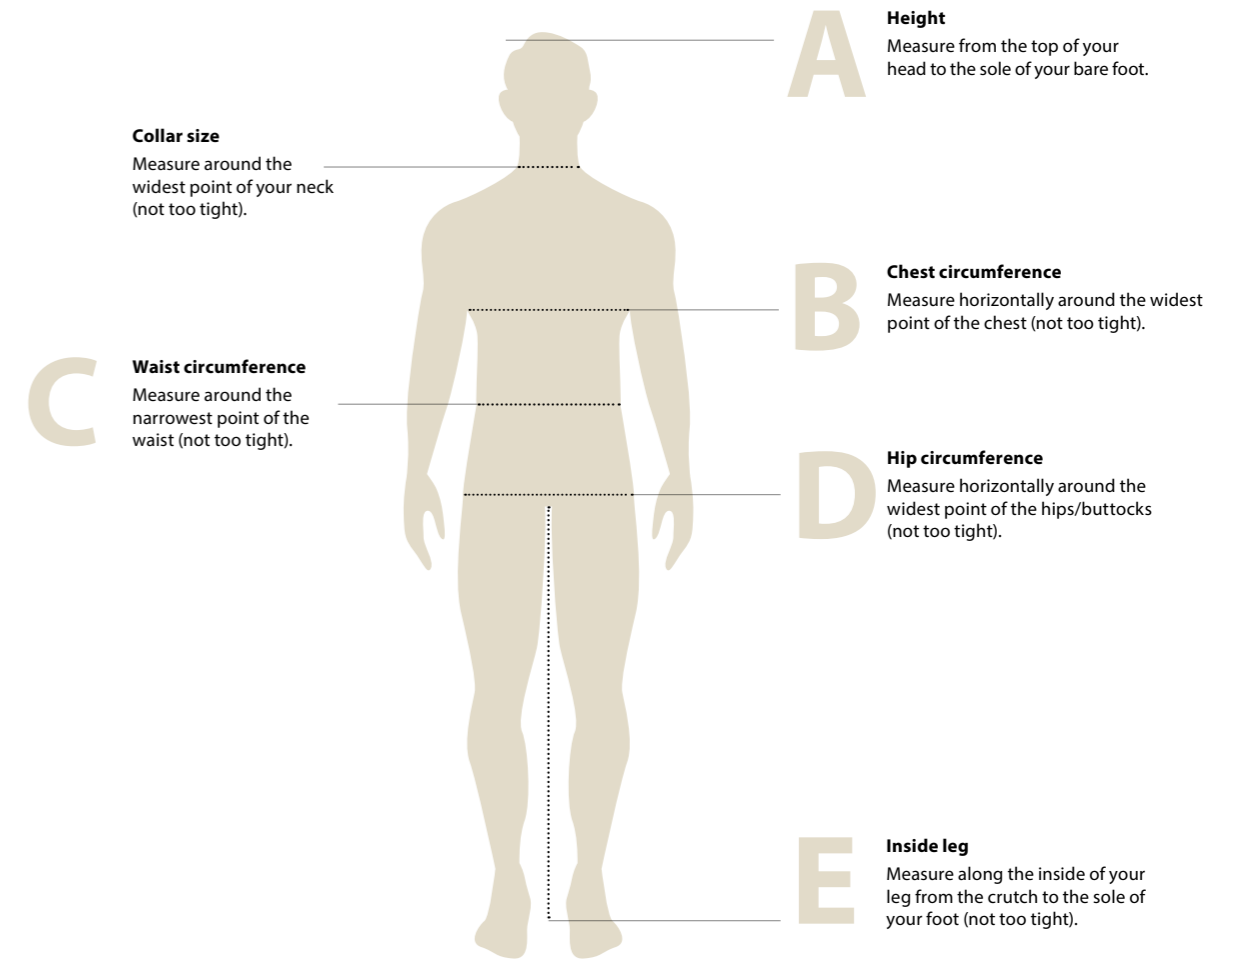 A
Height
Measure from the top of your
head to the sole of your bare foot.
Collar size
Measure around the
widest point of your neck
(not too tight).
B
Chest circumference
Measure horizontally around the widest
point of the chest (not too tight).
C
Waist circumference
Measure around the
narrowest point of the
waist (not too tight).
D
Hip circumference
Measure horizontally around the
widest point of the hips/buttocks
(not too tight).
E
Inside leg
Measure along the inside of your
leg from the crutch to the sole of
your foot (not too tight).